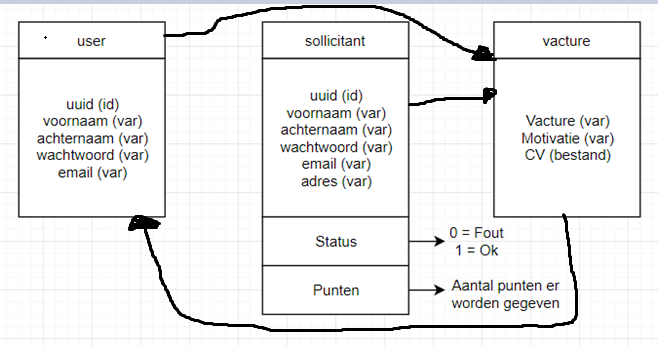 user
uuid (id)
voornaam (var)
achternaam (var)
wachtwoord (var)
email (var)
sollicitant
uuid (id)
voornaam (var)
achternaam (var)
wachtwoord (var)
email (var)
adres (var)
Status
0 = Fout
1 = Ok
Punten
Aantal punten er
worden gegeven
vacture
Vacture (var)
Motivatie (var)
CV (bestand)